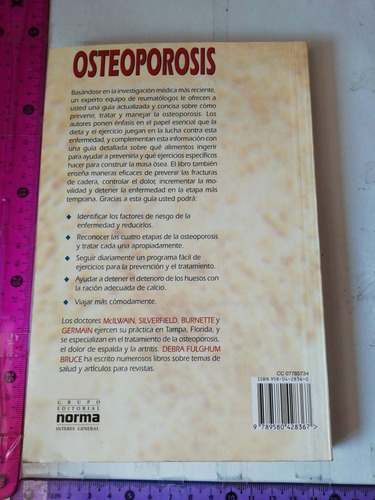 OSTEOPOROSIS
Basándose en la investigación médica más reciente,
un experto equipo de reumatólogos le ofrecen a
usted una guía actualizada y concisa sobre cómo
prevenir, tratar y manejar la osteoporosis. Los
autores ponen énfasis en el papel esencial que la
dieta y el ejercicio juegan en la lucha contra esta
enfermedad, y complementan esta información con
una guía detallada sobre qué alimentos ingerir
para ayudar a prevenirla y qué ejercicios específicos
hacer para construir la masa ósea. El libro también
enseña maneras eficaces de prevenir las fracturas
de cadera, controlar el dolor, incrementar la mo-
vilidad y detener la enfermedad en la etapa más
temprana. Gracias a esta guía usted podrá:
Identificar los factores de riesgo de la
enfermedad y reducirlos.
Reconocer las cuatro etapas de la osteoporosis
y tratar cada una apropiadamente.
Seguir diariamente un programa fácil de
ejercicios para la prevención y el tratamiento.
Ayudar a detener el deterioro de los huesos con
la ración adecuada de calcio.
Viajar más cómodamente.
Los doctores McILWAIN, SILVERFIELD, BURNETTE y
GERMAIN ejercen su práctica en Tampa, Florida, y
se especializan en el tratamiento de la osteoporosis,
el dolor de espalda y la artritis. DEBRA FULGHUM
BRUCE ha escrito numerosos libros sobre temas de
salud y artículos para revistas.
CC 07785734
ISBN 958-04-2836-0
9 789580 428367 >
GRUPO
EDITORIAL
norma
INTERÉS GENERAL